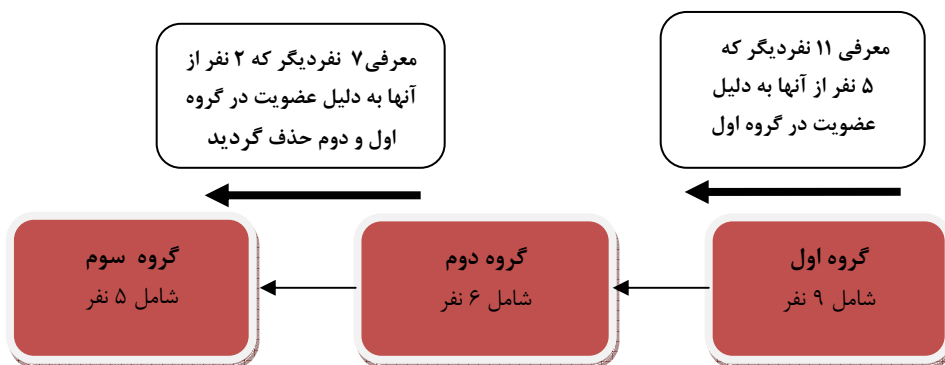 معرفی ۱۱ نفردیگر که
۵ نفر از آنها به دلیل
عضویت در گروه اول
معرفی۷ نفردیگر که ۲ نفر از
آنها به دلیل عضویت در گروه
اول و دوم حذف گردید
گروه اول
شامل ۹ نفر
گروه دوم
شامل ۶ نفر
گروه سوم
شامل ۵ نفر